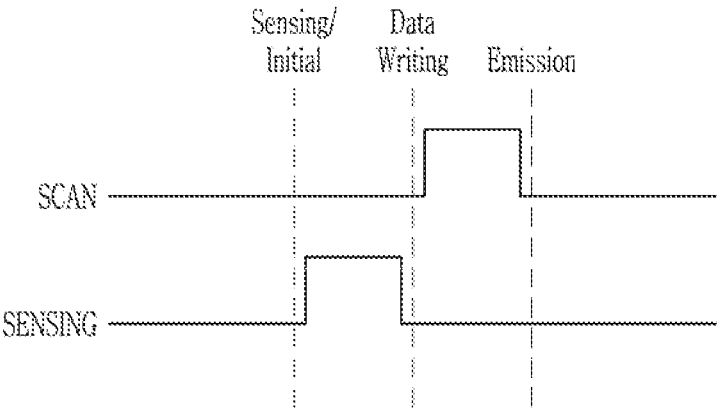 Sensing/
Initial
Data
Writing
Emission
SCAN
SENSING